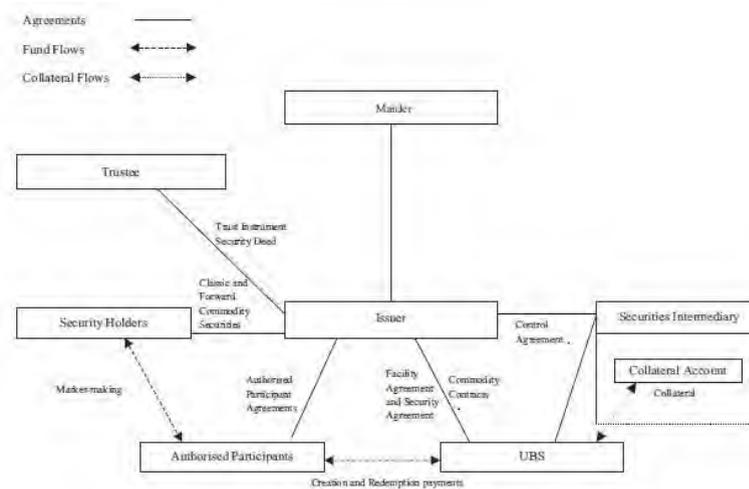 Agreements
Fund Flows
Collateral Flows
Manler
Trustee
Trust Instrument
Security Deed
Classic and
Forward
Commodity
Securities
Security Holders
Issuer
Control
Agreement
Securities Intermediary
Collateral Account
Collateral
Market-making
Authorised
Participant
Agreements
Facility
Agreement
and Security
Agreement
Commodity
Contracts
Authorised Participants
UBS
Creation and Redemption payments